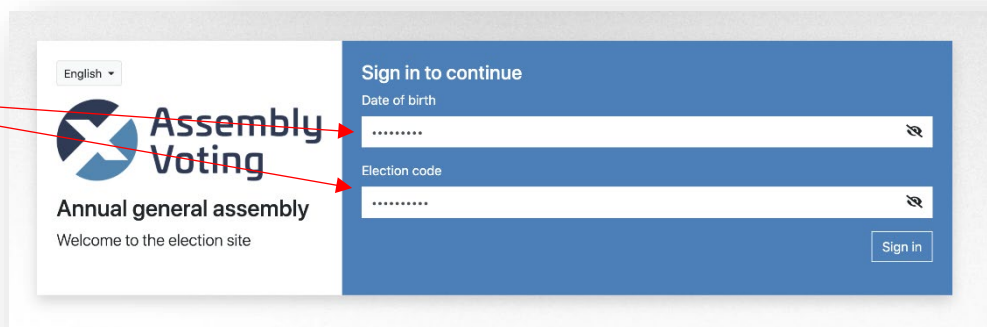 English
Assembly
Voting
Annual general assembly
Welcome to the election site
Sign in to continue
Date of birth
•••••••••
Election code
••••••••••
Sign in